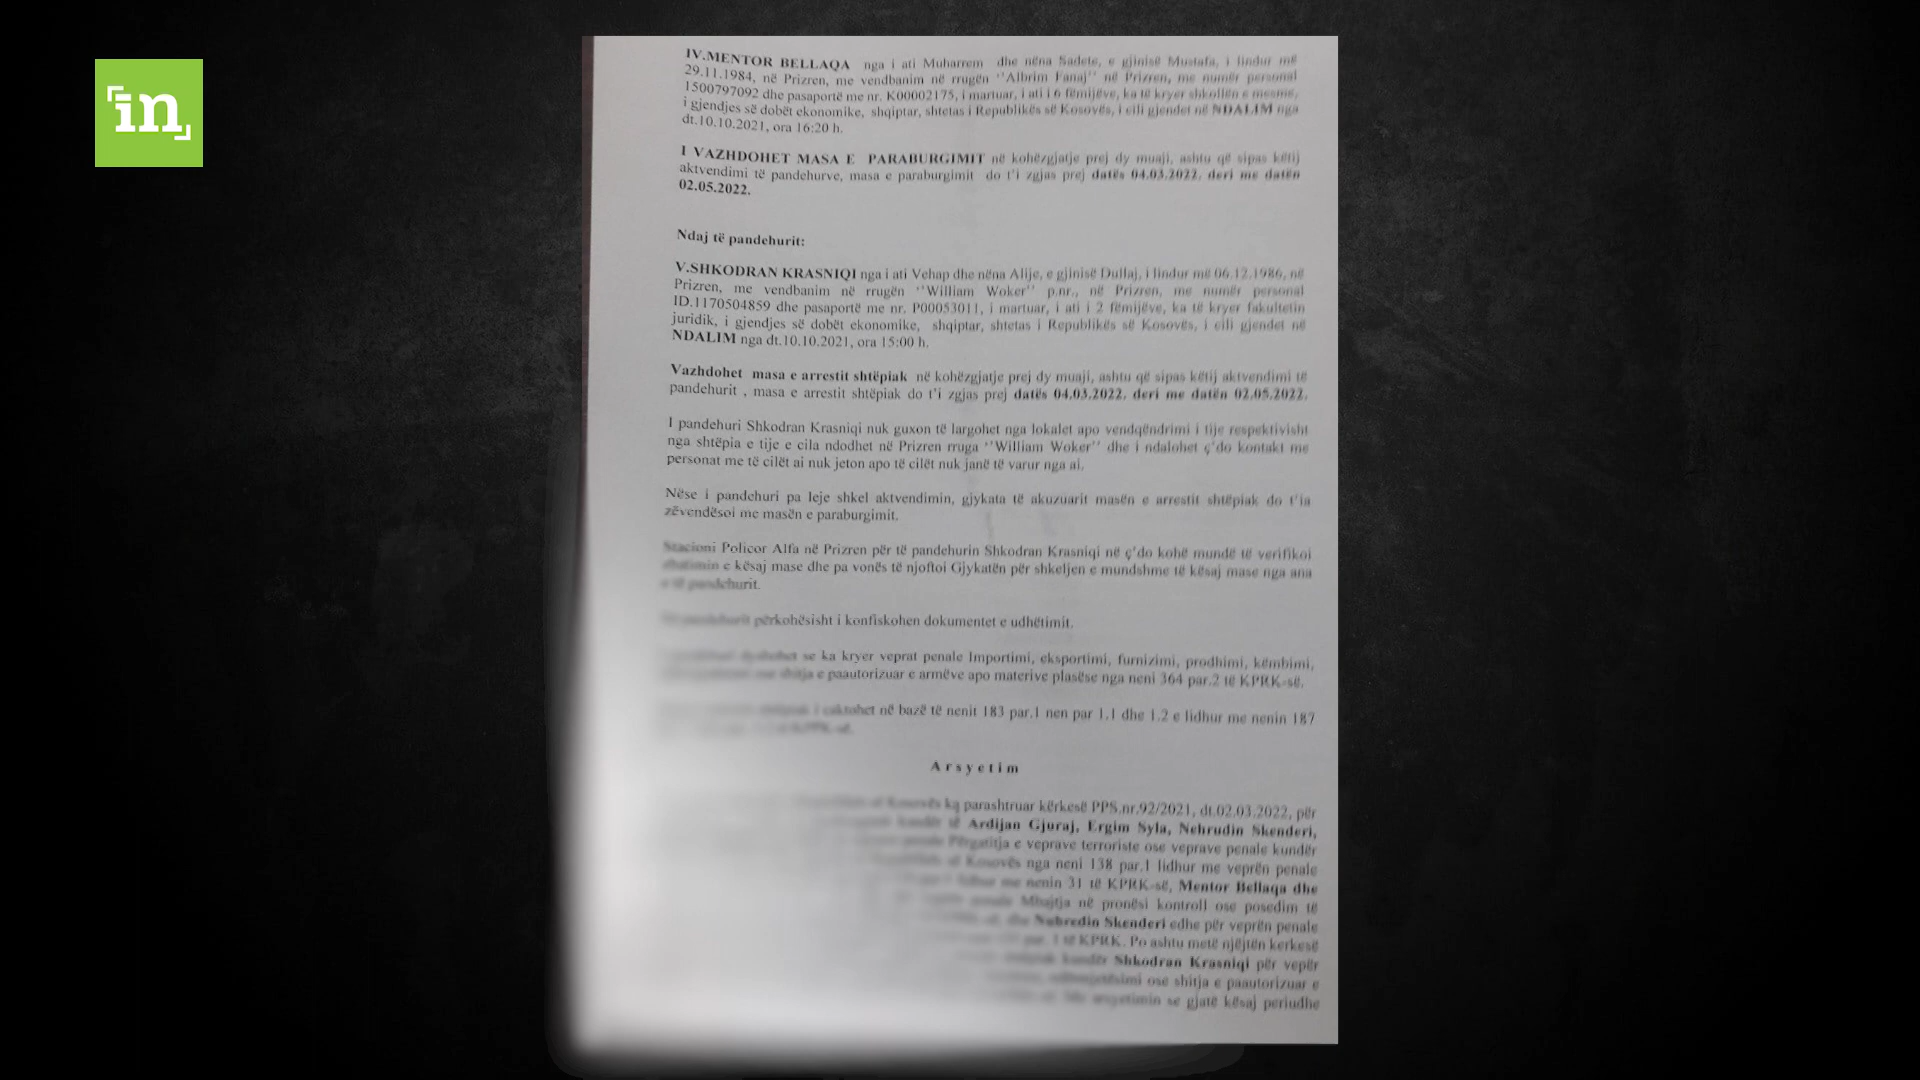 in
IV.MENTOR BELLAQA nga i ati Muharrem dhe nëna Sadete, e gjinisë Mustafa, i lindur më
29.11.1984, në Prizren, me vendbanim në rrugën ''Albrim Fanaj'' në Prizren, me numër personal
1500797092 dhe pasaportë me nr. K00002175, i martuar, i ati i 6 fëmijëve, ka të kryer shkollën e mesme,
i gjendjes së dobët ekonomike, shqiptar, shtetas i Republikës së Kosovës, i cili gjendet në NDALIM nga
dt.10.10.2021, ora 16:20 h.
I VAZHDOHET MASA E PARABURGIMIT në kohëzgjatje prej dy muaji, ashtu që sipas këtij
aktvendimi të pandehurve, masa e paraburgimit do t'i zgjas prej datës 04.03.2022. deri me datën
02.05.2022.
Ndaj të pandehurit:
V.SHKODRAN KRASNIQI nga i ati Vehap dhe nëna Alije, e gjinisë Dullaj, i lindur më 06.12.1986, në
Prizren, me vendbanim në rrugën ''William Woker'' p.nr., në Prizren, me numër personal
ID.1170504859 dhe pasaportë me nr. P00053011, i martuar, i ati i 2 fëmijëve, ka të kryer fakultetin
juridik, i gjendjes së dobët ekonomike, shqiptar, shtetas i Republikës së Kosovës, i cili gjendet në
NDALIM nga dt.10.10.2021, ora 15:00 h.
Vazhdohet masa e arrestit shtëpiak në kohëzgjatje prej dy muaji, ashtu që sipas këtij aktvendimi të
pandehurit , masa e arrestit shtëpiak do t'i zgjas prej datës 04.03.2022. deri me datën 02.05.2022.
I pandehuri Shkodran Krasniqi nuk guxon të largohet nga lokalet apo vendqëndrimi i tije respektivisht
nga shtëpia e tije e cila ndodhet në Prizren rruga ''William Woker'' dhe i ndalohet ç'do kontakt me
personat me të cilët ai nuk jeton apo të cilët nuk janë të varur nga ai.
Nëse i pandehuri pa leje shkel aktvendimin, gjykata të akuzuarit masën e arrestit shtëpiak do t'ia
zëvendësoi me masën e paraburgimit.
Stacioni Policor Alfa në Prizren për të pandehurin Shkodran Krasniqi në ç'do kohë mundë të verifikoi
zbatimin e kësaj mase dhe pa vonës të njoftoi Gjykatën për shkeljen e mundshme të kësaj mase nga ana
e të pandehurit.
përkohësisht i konfiskohen dokumentet e udhëtimit.
se ka kryer veprat penale Importimi, eksportimi, furnizimi, prodhimi, këmbimi,
shitja e paautorizuar e armëve apo materive plasëse nga neni 364 par.2 të KPRK-së.
i caktohet në bazë të nenit 183 par.1 nen par 1.1 dhe 1.2 e lidhur me nenin 187
Arsyetim
Kosovës ka parashtruar kërkesë PPS.nr.92/2021, dt.02.03.2022, për
kundër të Ardijan Gjuraj, Ergim Syla, Nehrudin Skenderi,
penale Përgatitja e veprave terroriste ose veprave penale kundër
së Kosovës nga neni 138 par.1 lidhur me veprën penale
lidhur me nenin 31 të KPRK-së, Mentor Bellaqa dhe
penale Mbajtja në pronësi kontroll ose posedim të
Nuhredin Skenderi edhe për veprën penale
të KPRK. Po ashtu metë njëjtën kerkesë
kundër Shkodran Krasniqi për vepër
ose shitja e paautorizuar e
se gjatë kësaj periudhe